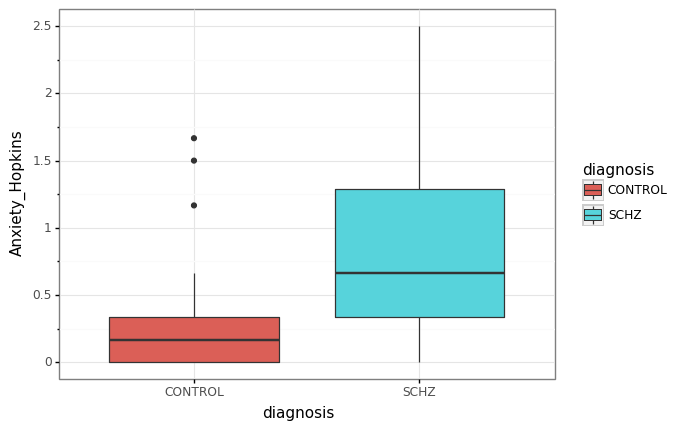 2.5
2
1.5
1
0.5
0
Anxiety_Hopkins
CONTROL
SCHZ
diagnosis
diagnosis
CONTROL
SCHZ